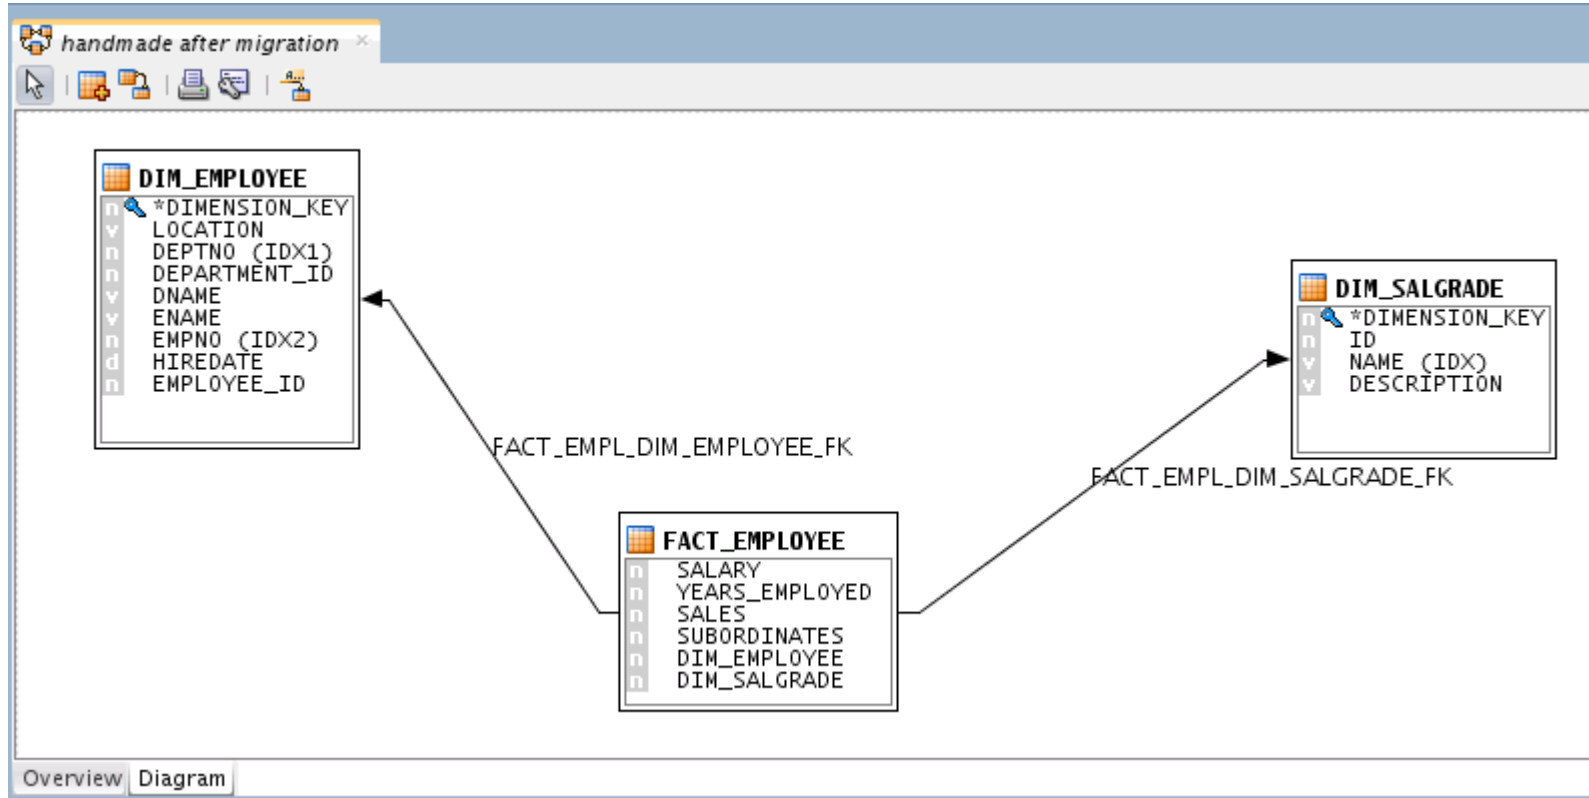 handmade after migration
DIM_EMPLOYEE
n *DIMENSION_KEY
v LOCATION
n DEPTNO (IDX1)
n DEPARTMENT_ID
v DNAME
v ENAME
n EMPNO (IDX2)
d HIREDATE
n EMPLOYEE_ID
DIM_SALGRADE
n *DIMENSION_KEY
n ID
v NAME (IDX)
v DESCRIPTION
FACT_EMPL_DIM_EMPLOYEE_FK
FACT_EMPL_DIM_SALGRADE_FK
FACT_EMPLOYEE
n SALARY
n YEARS_EMPLOYED
n SALES
n SUBORDINATES
n DIM_EMPLOYEE
n DIM_SALGRADE
Overview Diagram